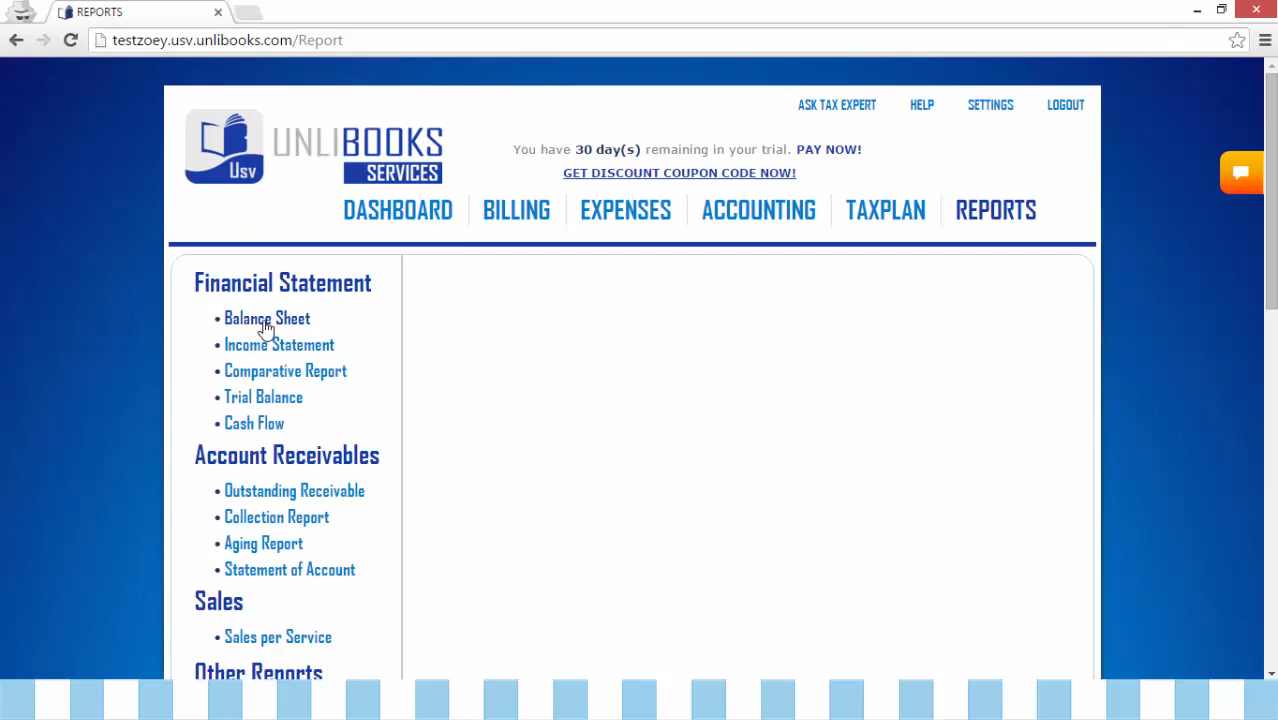 REPORTS
testzoey.usv.unlibooks.com/Report
ASK TAX EXPERT HELP SETTINGS LOGOUT
Usv
UNLIBOOKS
SERVICES
You have 30 day(s) remaining in your trial. PAY NOW!
GET DISCOUNT COUPON CODE NOW!
DASHBOARD BILLING EXPENSES ACCOUNTING TAXPLAN REPORTS
Financial Statement
• Balance Sheet
• Income Statement
• Comparative Report
• Trial Balance
• Cash Flow
Account Receivables
• Outstanding Receivable
• Collection Report
• Aging Report
• Statement of Account
Sales
• Sales per Service
Other Reports